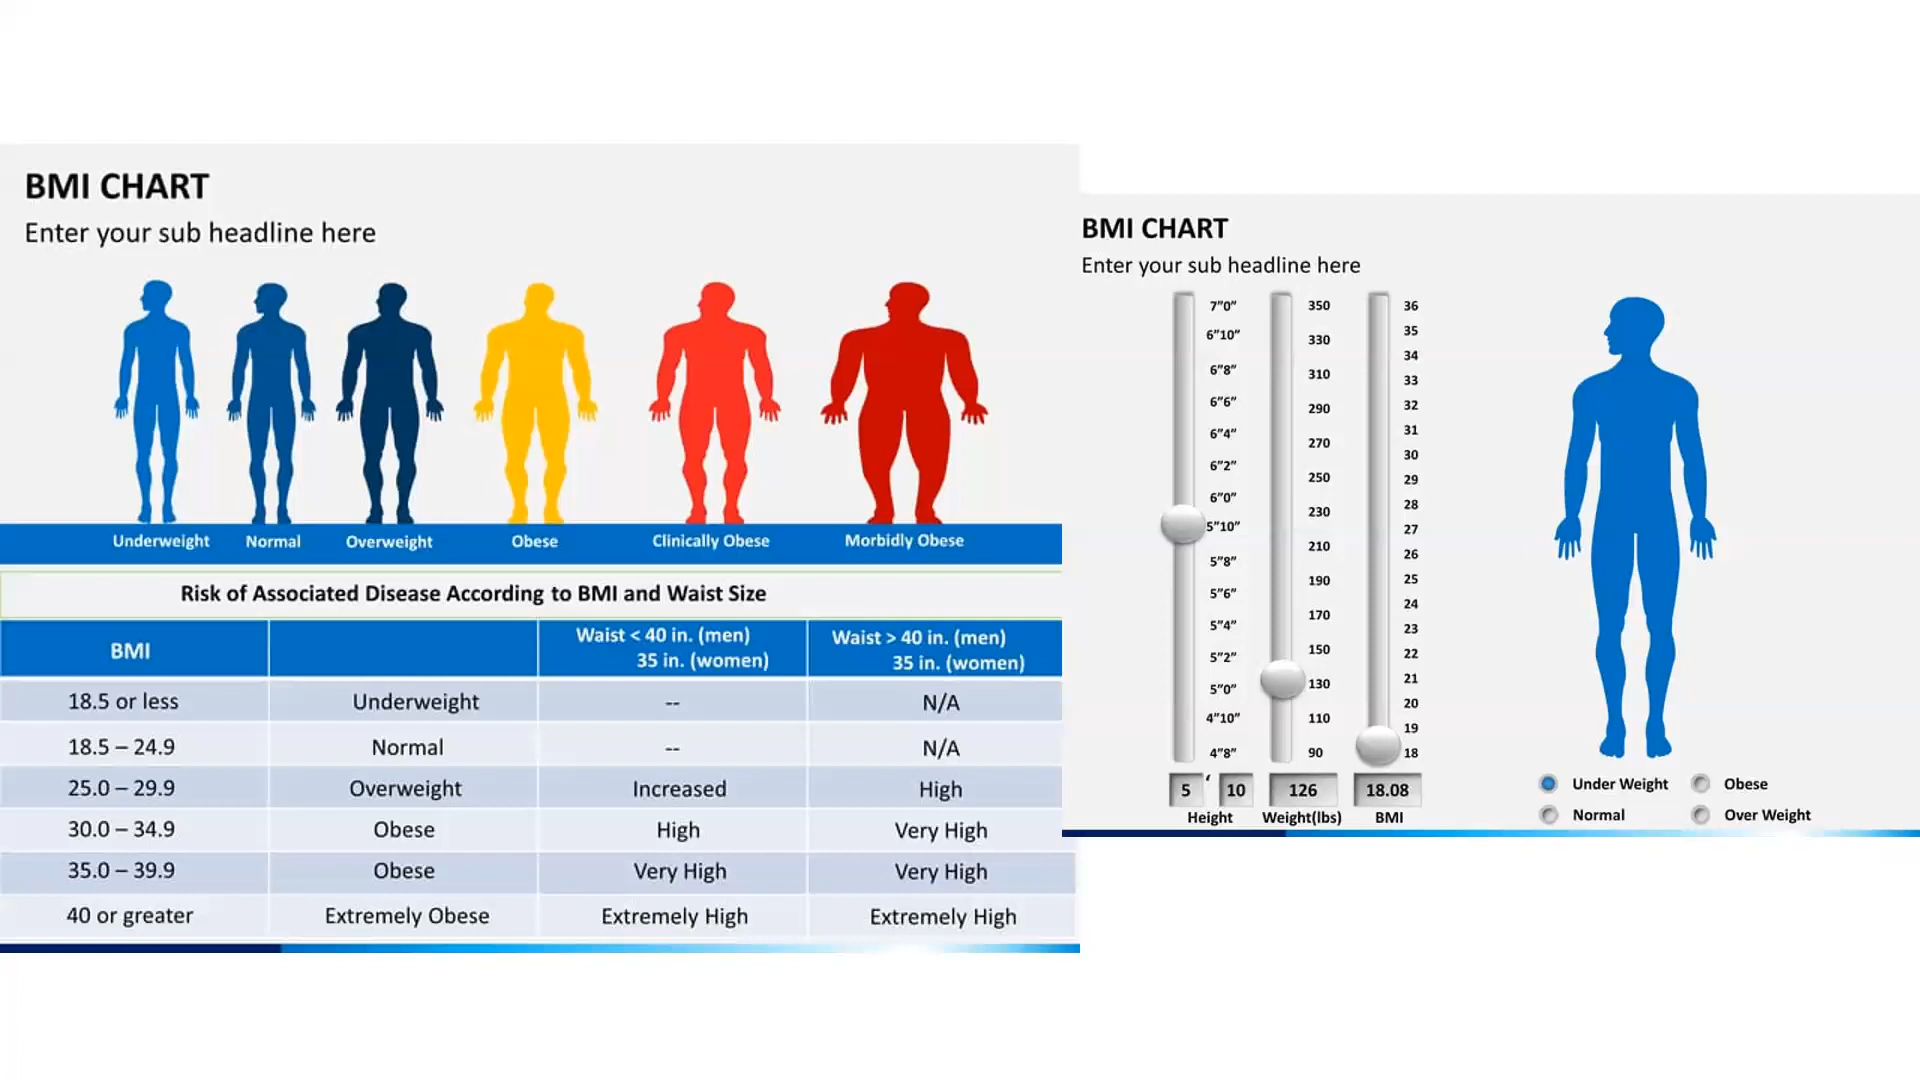 BMI CHART
Enter your sub headline here
Underweight Normal Overweight Obese Clinically Obese Morbidly Obese
Risk of Associated Disease According to BMI and Waist Size
BMI
Waist < 40 in. (men)
35 in. (women)
Waist > 40 in. (men)
35 in. (women)
18.5 or less Underweight -- N/A
18.5 – 24.9 Normal -- N/A
25.0 – 29.9 Overweight Increased High
30.0 – 34.9 Obese High Very High
35.0 – 39.9 Obese Very High Very High
40 or greater Extremely Obese Extremely High Extremely High
BMI CHART
Enter your sub headline here
7”0”
6”10”
6”8”
6”6”
6”4”
6”2”
6”0”
5”10”
5”8”
5”6”
5”4”
5”2”
5”0”
4”10”
4”8”
350
330
310
290
270
250
230
210
190
170
150
130
110
90
36
35
34
33
32
31
30
29
28
27
26
25
24
23
22
21
20
19
18
5 ‘ 10 126 18.08
Height Weight(lbs) BMI
Under Weight Obese
Normal Over Weight